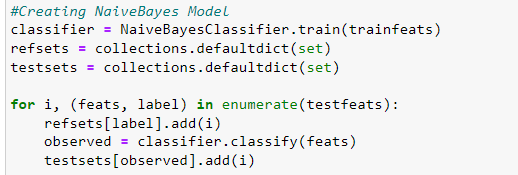 #Creating NaiveBayes Model
classifier = NaiveBayesClassifier.train(trainfeats)
refsets = collections.defaultdict(set)
testsets = collections.defaultdict(set)

for i, (feats, label) in enumerate(testfeats):
    refsets[label].add(i)
    observed = classifier.classify(feats)
    testsets[observed].add(i)